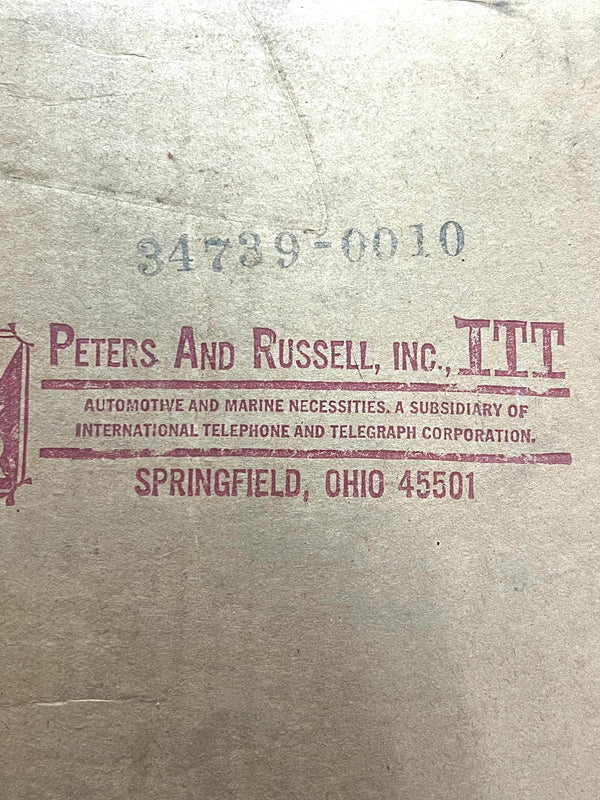 34739-0010
PETERS AND RUSSELL, INC., ITT
AUTOMOTIVE AND MARINE NECESSITIES. A SUBSIDIARY OF
INTERNATIONAL TELEPHONE AND TELEGRAPH CORPORATION.
SPRINGFIELD, OHIO 45501